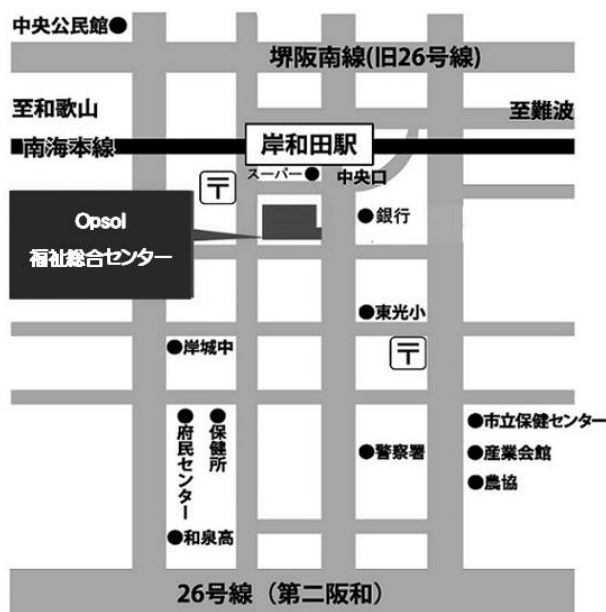 中央公民館
堺阪南線(旧26号線)
至和歌山
至難波
南海本線
岸和田駅
スーパー
中央口
〒
Opsol
福祉総合センター
銀行
東光小
岸城中
〒
府民センター
保健所
市立保健センター
警察署
産業会館
農協
和泉高
26号線（第二阪和）